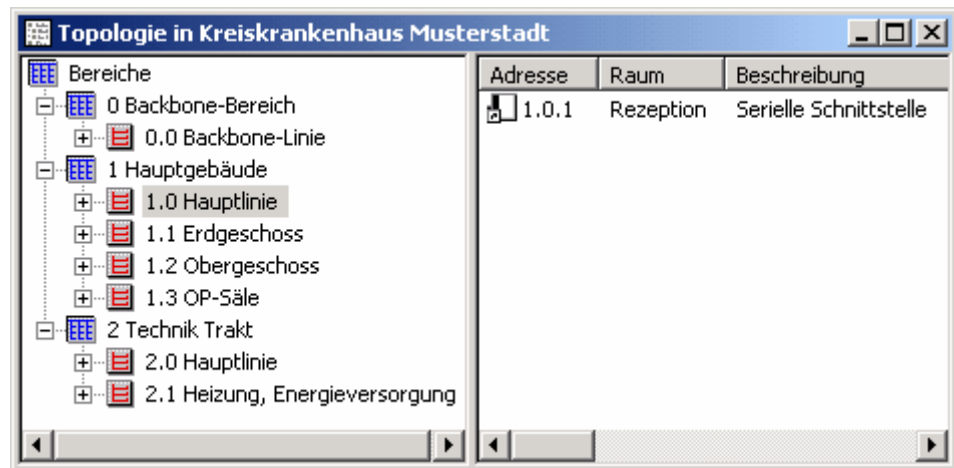 Topologie in Kreiskrankenhaus Musterstadt
Bereiche
0 Backbone-Bereich
0.0 Backbone-Linie
1 Hauptgebäude
1.0 Hauptlinie
1.1 Erdgeschoss
1.2 Obergeschoss
1.3 OP-Säle
2 Technik Trakt
2.0 Hauptlinie
2.1 Heizung, Energieversorgung
Adresse Raum Beschreibung
1.0.1 Rezeption Serielle Schnittstelle